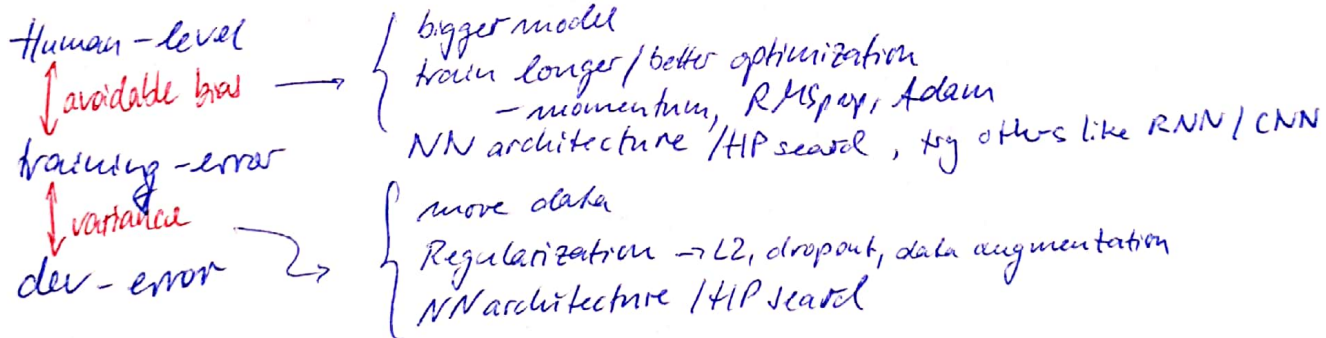 Human-level
avoidable bias →
training-error
variance
dev-error
bigger model
train longer/better optimization
- momentum, RMSprop, Adam
NN architecture /HP search, try others like RNN/CNN
more data
Regularization → L2, dropout, data augmentation
NN architecture /HP search